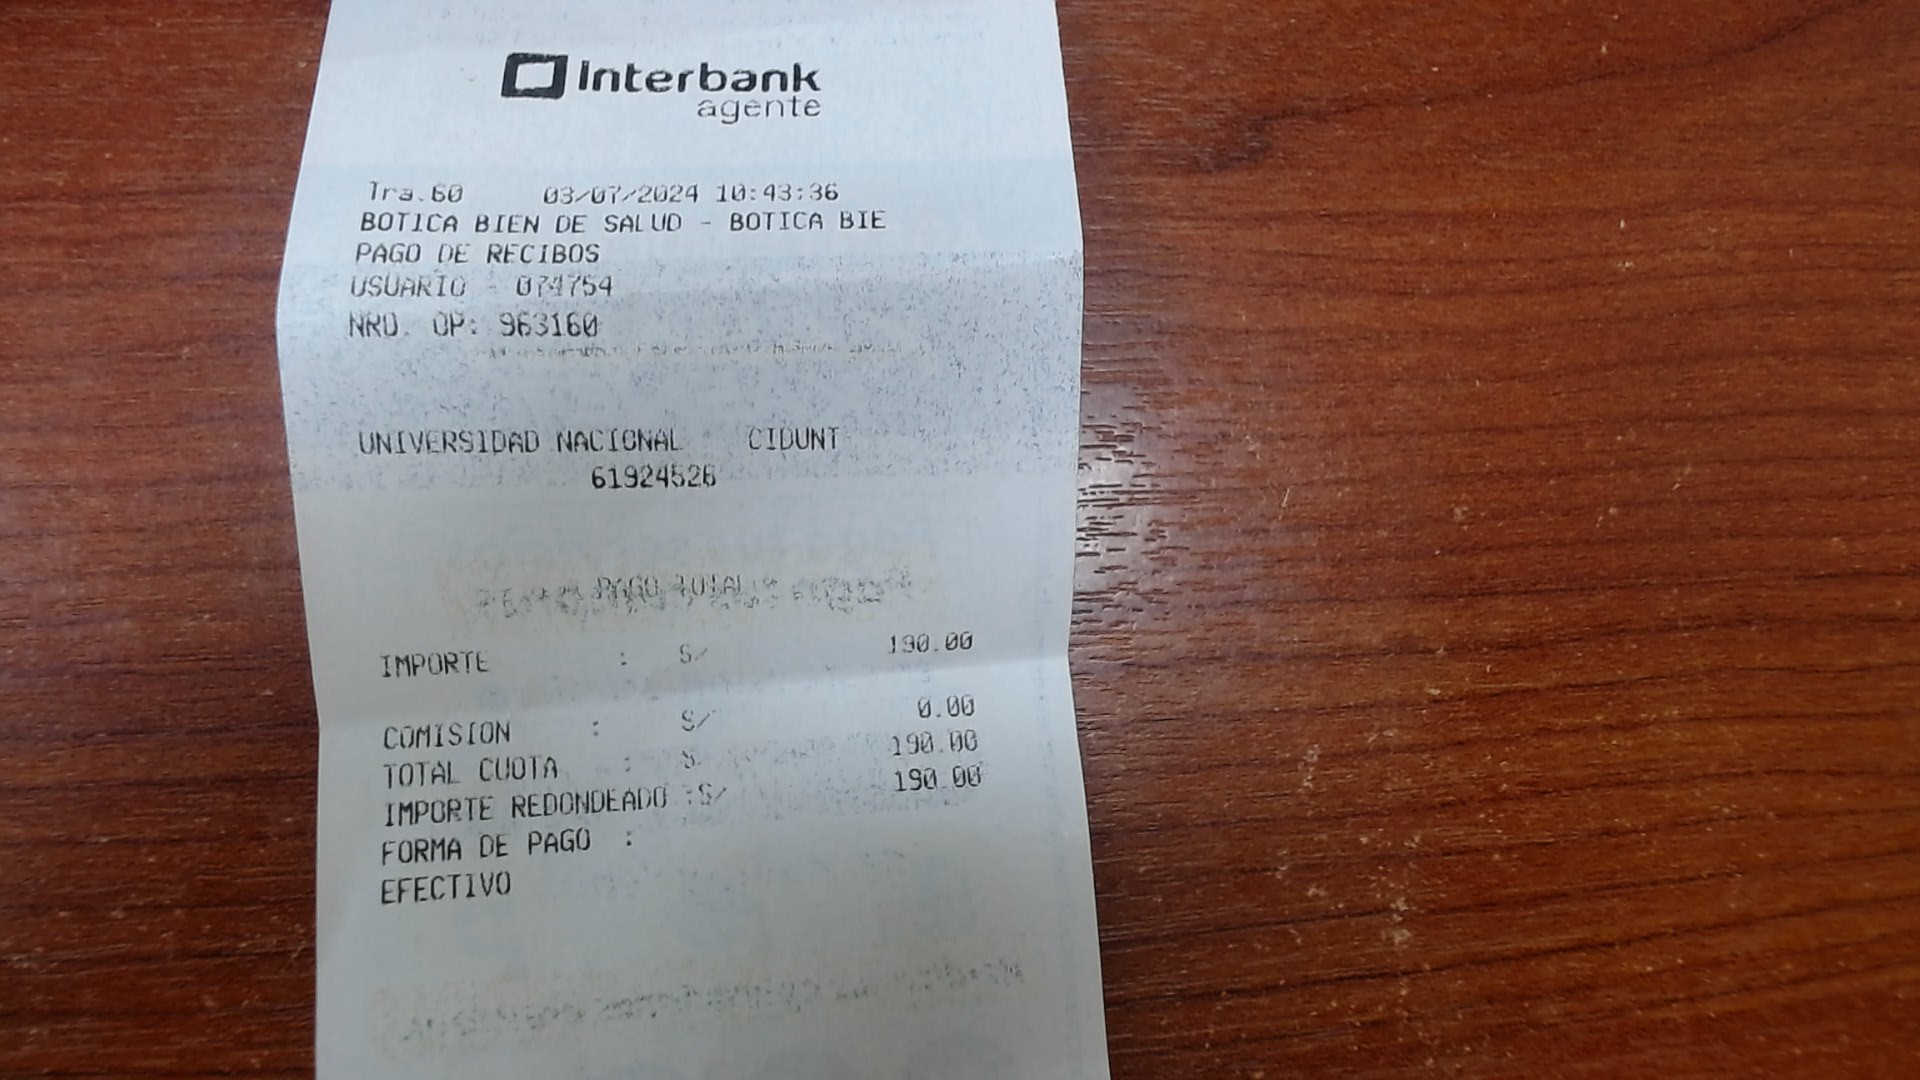 Interbank
agente
Tra.60 03/07/2024 10:43:36
BOTICA BIEN DE SALUD - BOTICA BIE
PAGO DE RECIBOS
USUARIO - 074754
NRO. OP: 963160
UNIVERSIDAD NACIONAL CIDUNT
61924526
PAGO TOTAL
IMPORTE : S/ 190.00
COMISION : S/ 0.00
TOTAL CUOTA : S 190.00
IMPORTE REDONDEADO :S/ 190.00
FORMA DE PAGO :
EFECTIVO